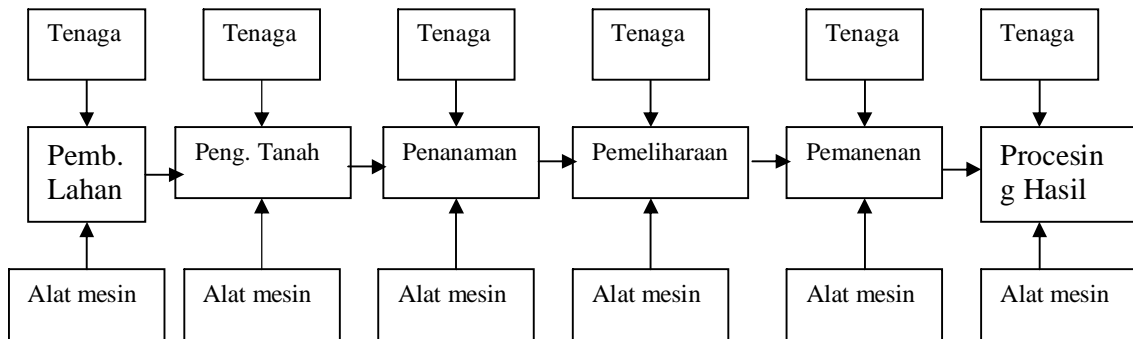 Tenaga Tenaga Tenaga Tenaga Tenaga Tenaga
Pemb.
Lahan
Peng. Tanah
Penanaman
Pemeliharaan
Pemanenan
Procesin
g Hasil
Alat mesin Alat mesin Alat mesin Alat mesin Alat mesin Alat mesin